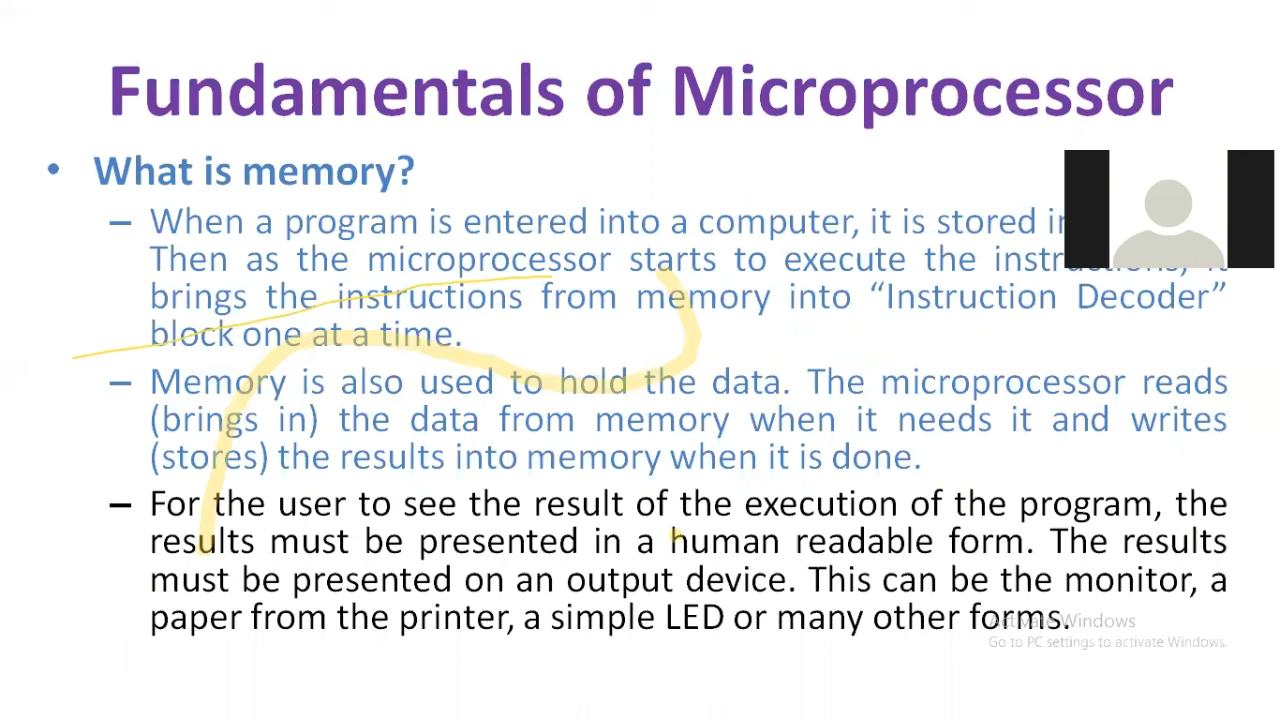 Fundamentals of Microprocessor
• What is memory?
– When a program is entered into a computer, it is stored in
Then as the microprocessor starts to execute the instructions, it
brings the instructions from memory into “Instruction Decoder”
block one at a time.
– Memory is also used to hold the data. The microprocessor reads
(brings in) the data from memory when it needs it and writes
(stores) the results into memory when it is done.
– For the user to see the result of the execution of the program, the
results must be presented in a human readable form. The results
must be presented on an output device. This can be the monitor, a
paper from the printer, a simple LED or many other forms.
Activate Windows
Go to PC settings to activate Windows.